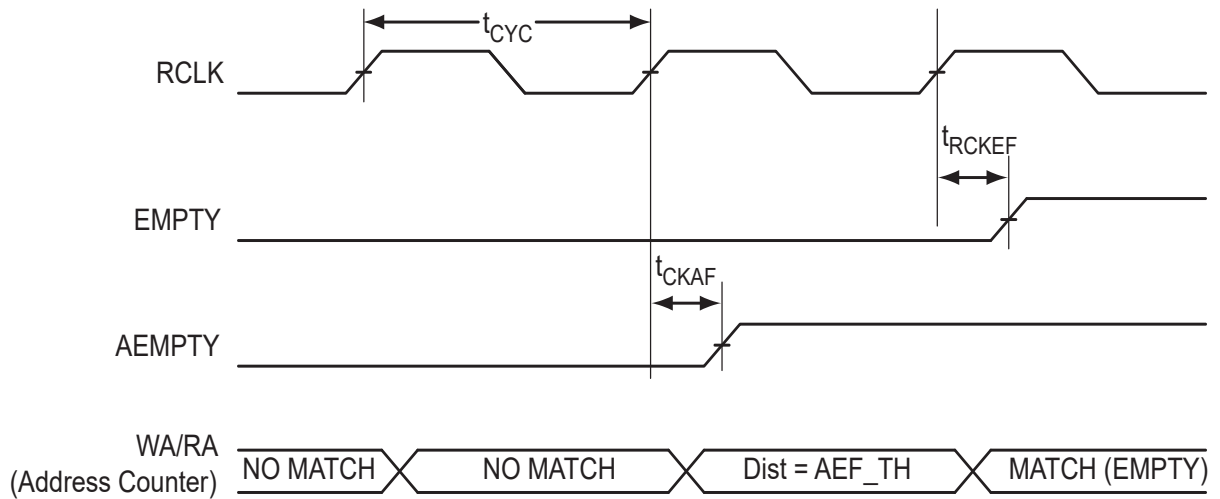 tCYC
RCLK
tRCKEF
EMPTY
tCKAF
AEMPTY
WA/RA
(Address Counter)
NO MATCH
NO MATCH
Dist = AEF_TH
MATCH (EMPTY)